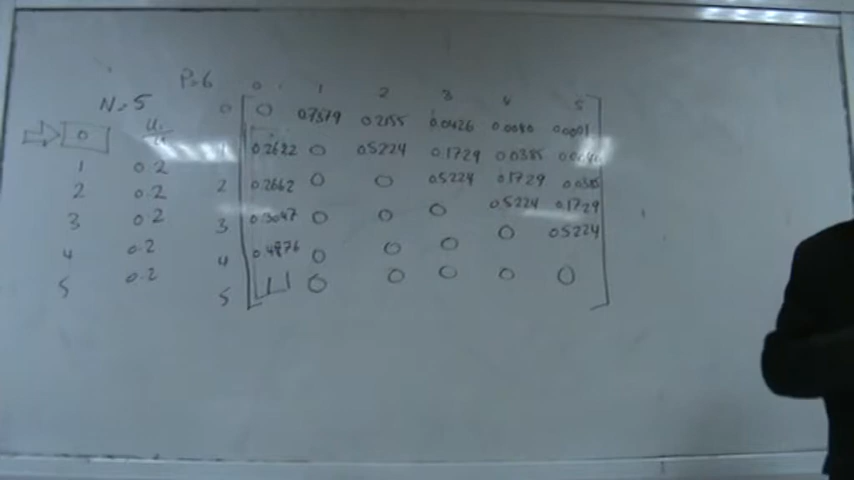 P=6
0 1 2 3 4 5
N=5
0 0 0.7379 0.2155 0.0426 0.0040 0.0001
0 Ui
1 0.2622 0 0.5224 0.1729 0.0385
1 0.2
2 0.2662 0 0 0.5224 0.1729 0.0385
2 0.2
3 0.3047 0 0 0 0.5224 0.1729
3 0.2
4 0.4876 0 0 0 0 0.5224
4 0.2
5 1 0 0 0 0 0
5 0.2